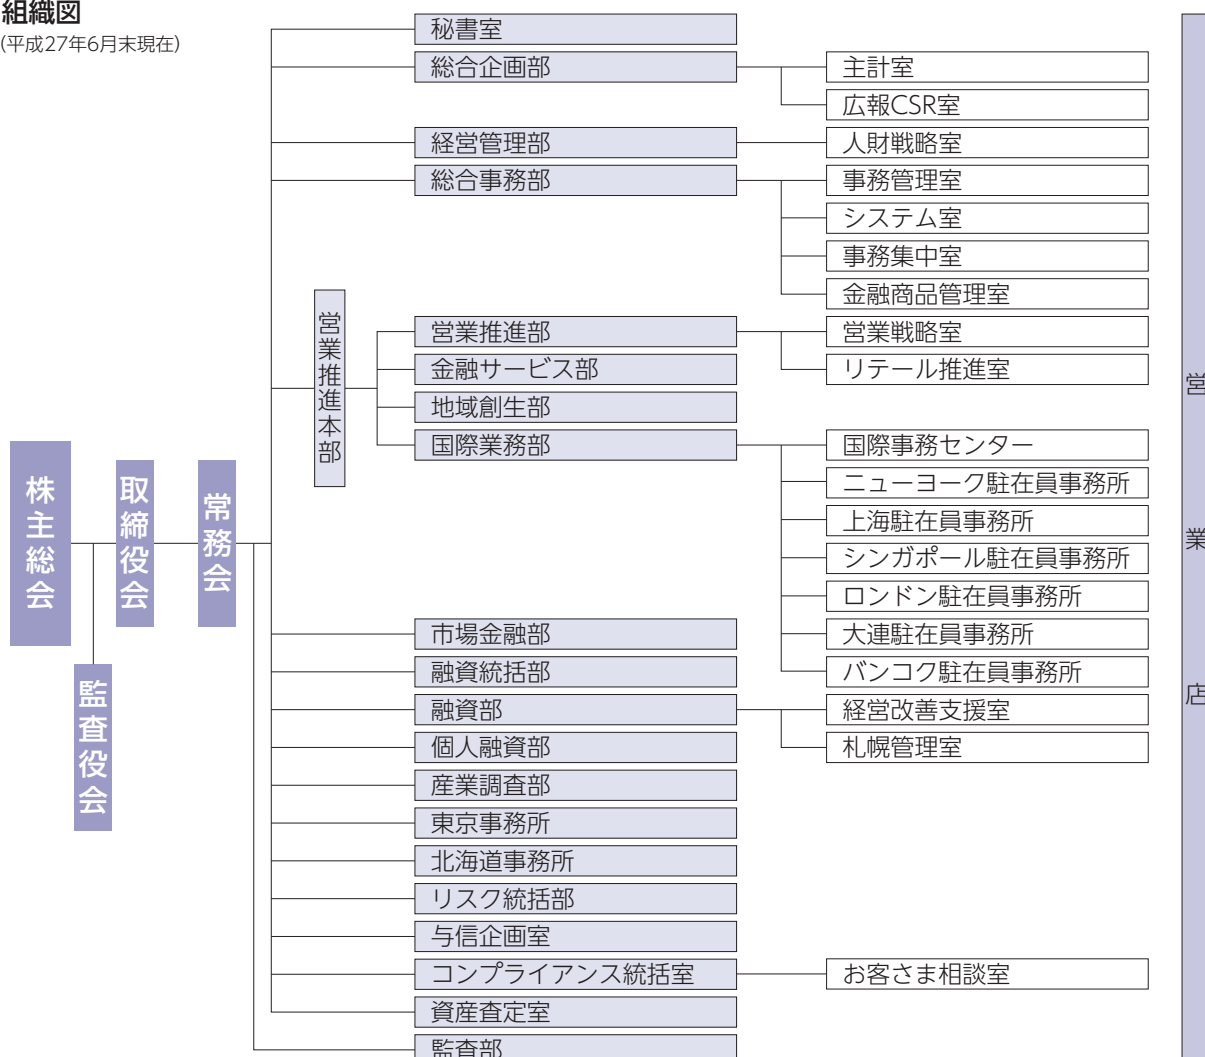 組織図
(平成27年6月末現在)
株主総会
監査役会
取締役会
常務会
秘書室
総合企画部
主計室
広報CSR室
経営管理部
人財戦略室
総合事務部
事務管理室
システム室
事務集中室
金融商品管理室
営業推進本部
営業推進部
営業戦略室
リテール推進室
金融サービス部
地域創生部
国際業務部
国際事務センター
ニューヨーク駐在員事務所
上海駐在員事務所
シンガポール駐在員事務所
ロンドン駐在員事務所
大連駐在員事務所
バンコク駐在員事務所
市場金融部
融資統括部
融資部
経営改善支援室
札幌管理室
個人融資部
産業調査部
東京事務所
北海道事務所
リスク統括部
与信企画室
コンプライアンス統括室
お客さま相談室
資産査定室
監査部
営業店